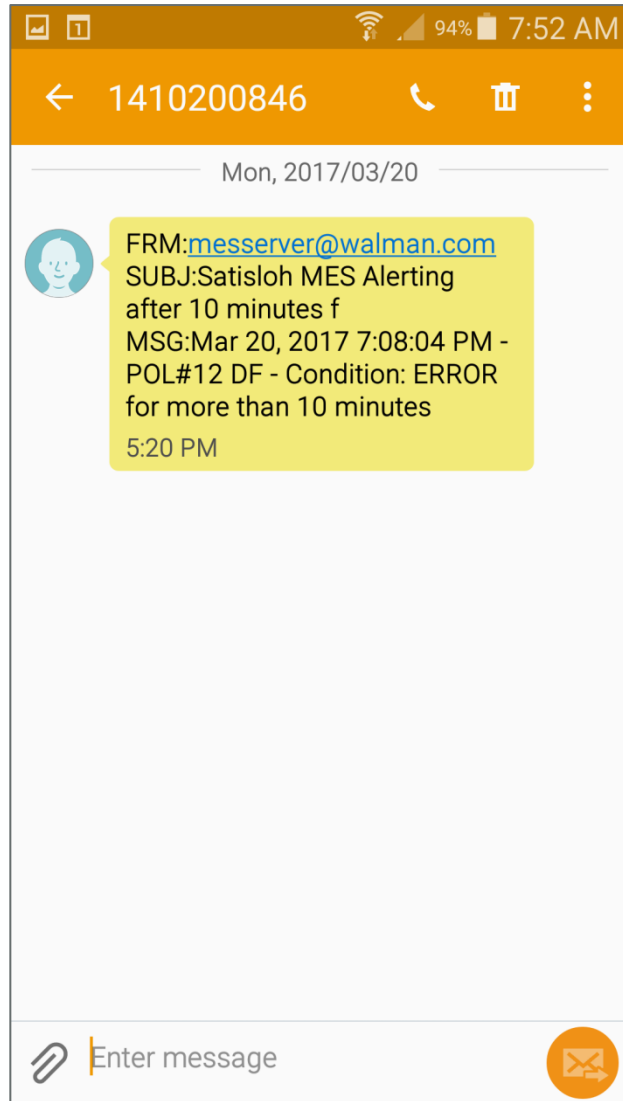 1
94% 7:52 AM
1410200846
Mon, 2017/03/20
FRM:messerver@walman.com
SUBJ:Satisloh MES Alerting
after 10 minutes f
MSG:Mar 20, 2017 7:08:04 PM -
POL#12 DF - Condition: ERROR
for more than 10 minutes
5:20 PM
Enter message